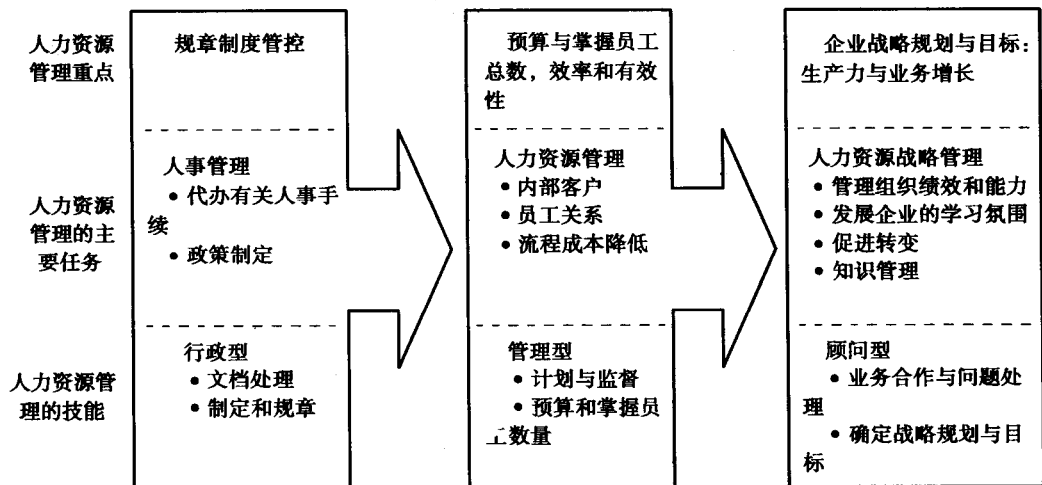 人力资源
管理重点
规章制度管控
预算与掌握员工
总数，效率和有效
性
企业战略规划与目标：
生产力与业务增长
人力资源
管理的主
要任务
人事管理
• 代办有关人事手
续
• 政策制定
人力资源管理
• 内部客户
• 员工关系
• 流程成本降低
人力资源战略管理
• 管理组织绩效和能力
• 发展企业的学习氛围
• 促进转变
• 知识管理
人力资源管
理的技能
行政型
• 文档处理
• 制定和规章
管理型
• 计划与监督
• 预算和掌握员
工数量
顾问型
• 业务合作与问题处
理
• 确定战略规划与目
标